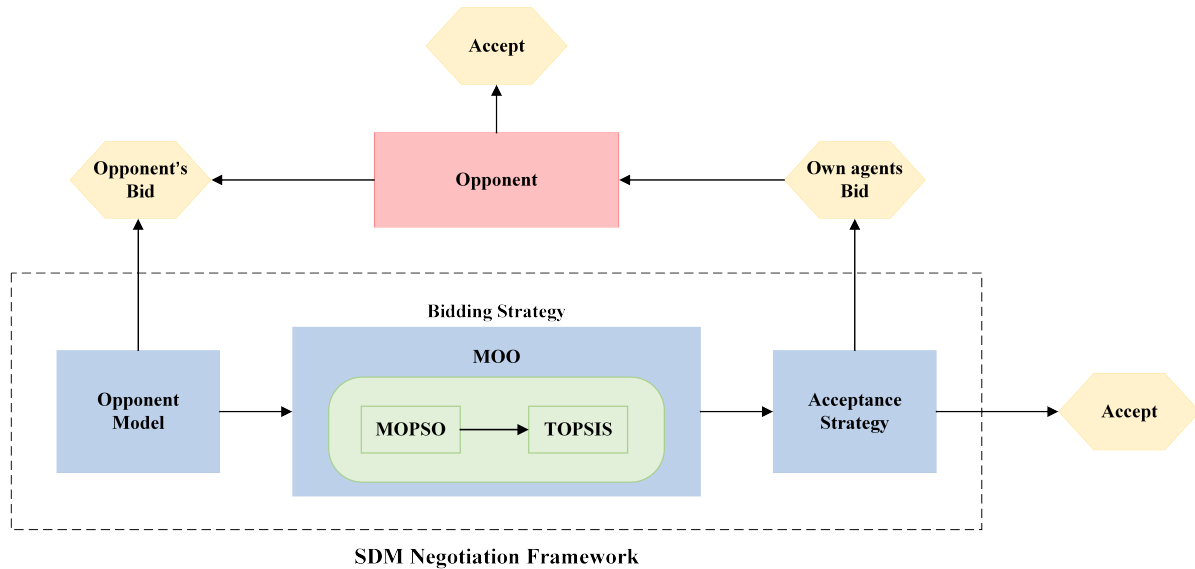 Accept
Opponent's
Bid
Opponent
Own agents
Bid
Bidding Strategy
MOO
Opponent
Model
MOPSO
TOPSIS
Acceptance
Strategy
Accept
SDM Negotiation Framework